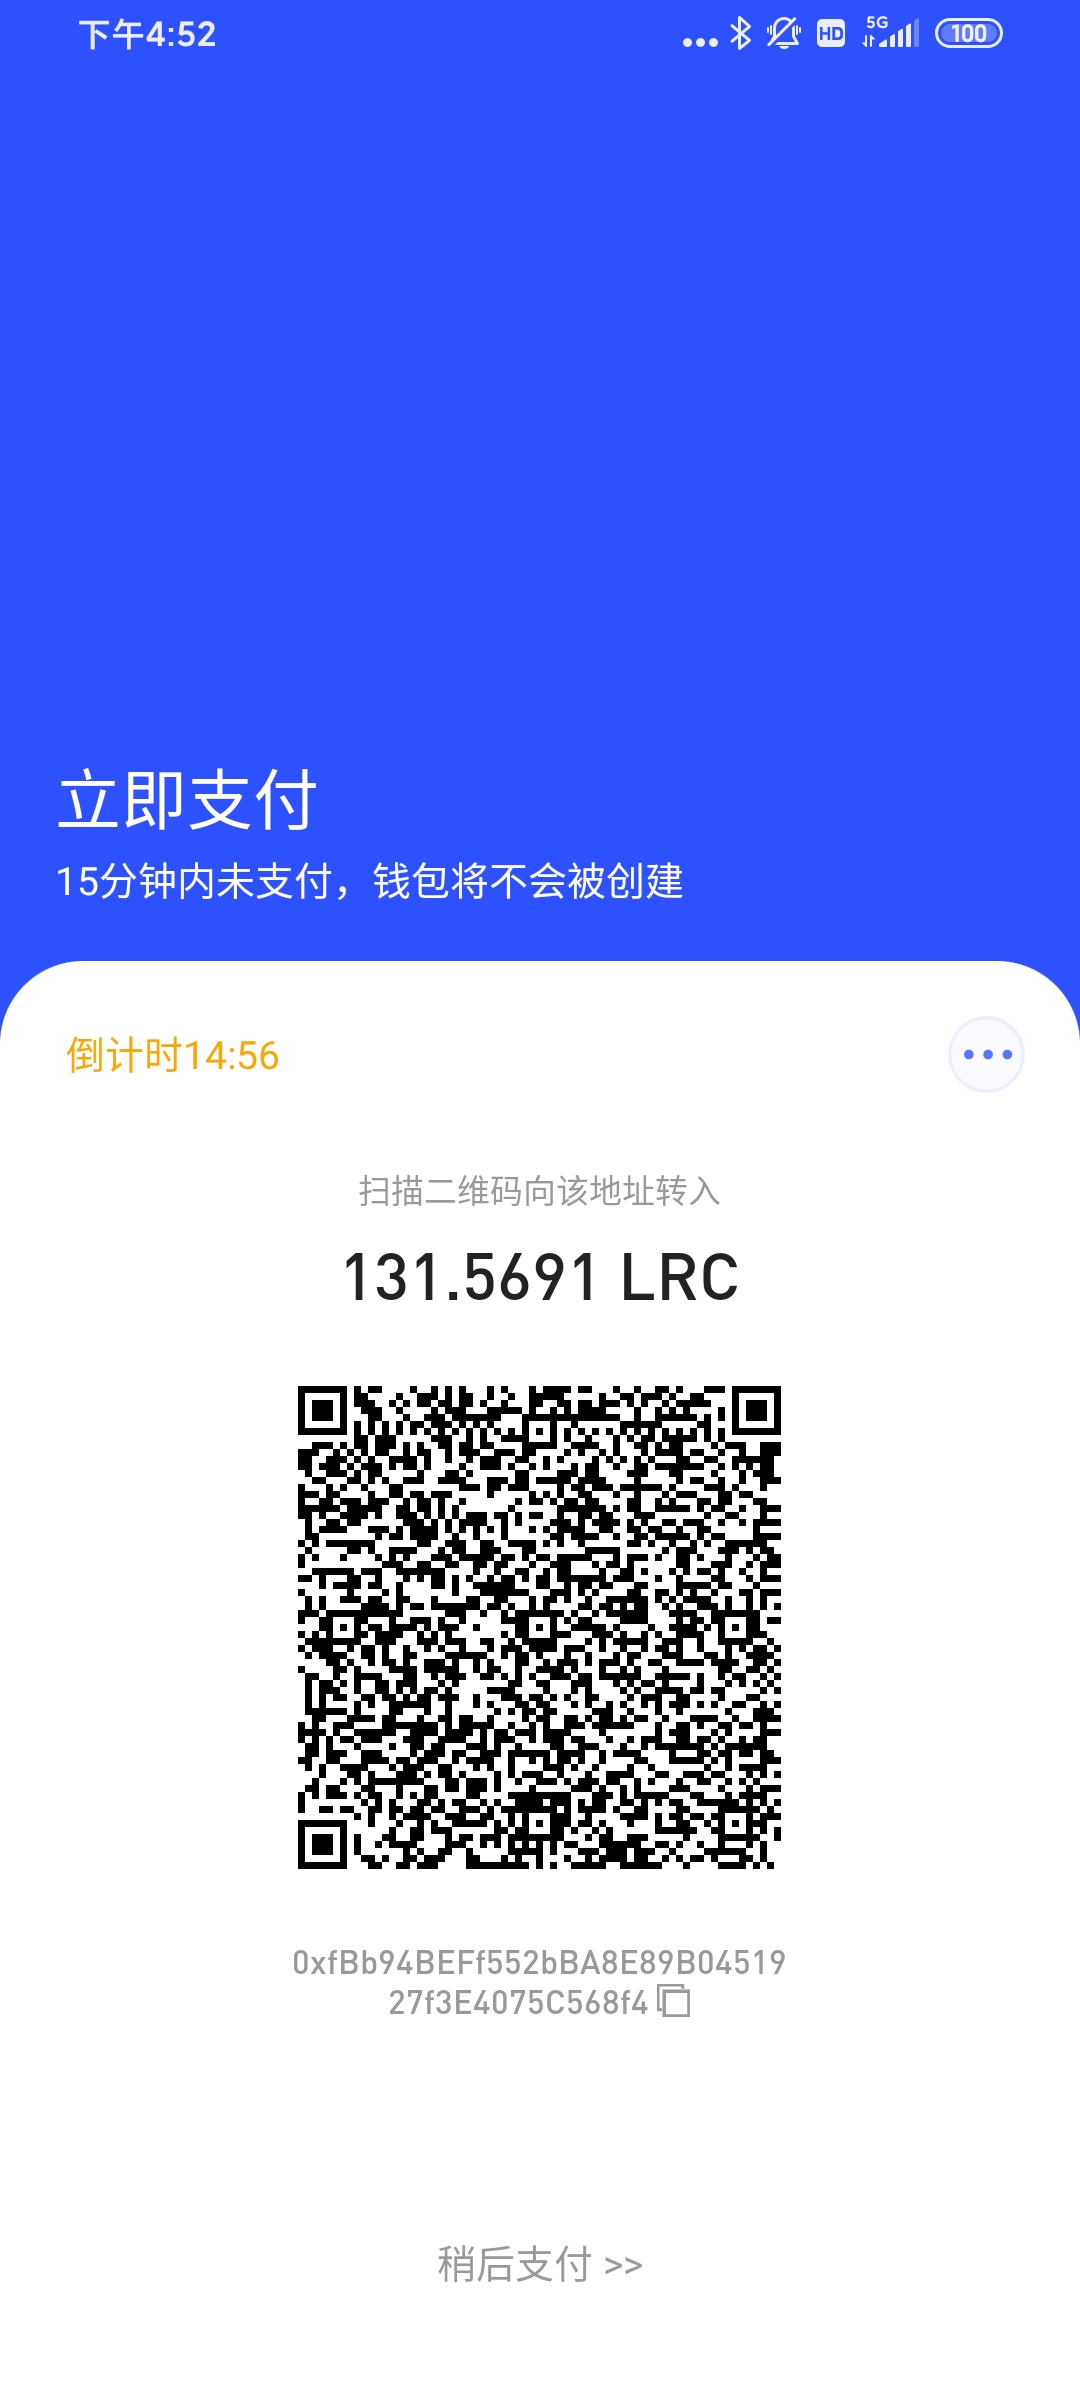 下午4:52
HD
5G
100
立即支付
15分钟内未支付，钱包将不会被创建
倒计时14:56
扫描二维码向该地址转入
131.5691 LRC
0xfBb94BEFf552bBA8E89B04519
27f3E4075C568f4
稍后支付 >>